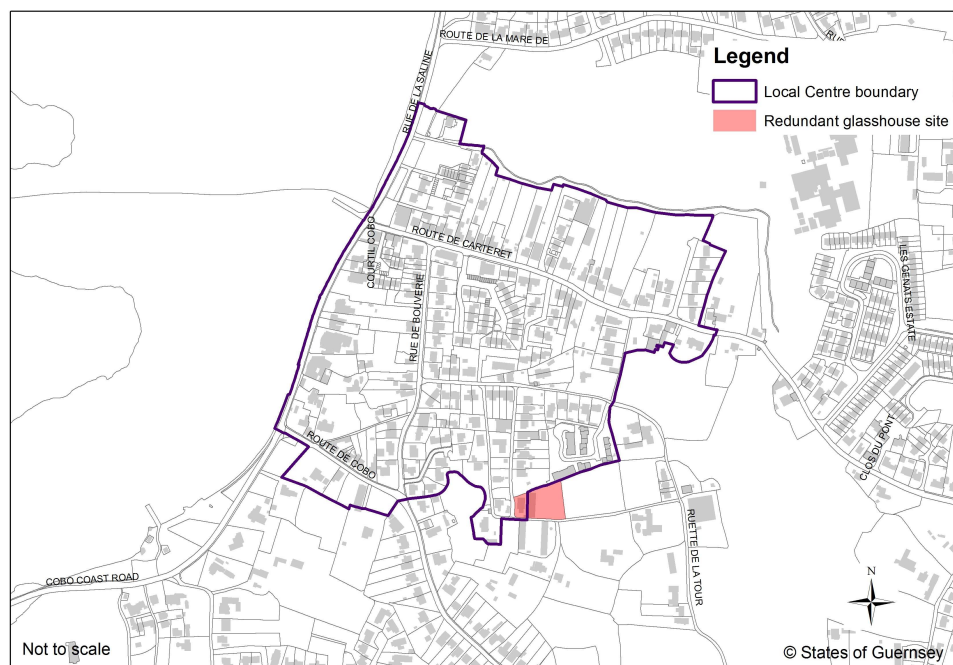 ROUTE DE LA MARE DE
RU
Legend
Local Centre boundary
Redundant glasshouse site
RUE DE LA SALINE
ROUTE DE CARTERET
COURTIL COBO
RUE DE BOUVERIE
LES GENATS ESTATE
ROUTE DE COBO
CLOS DU PONT
RUETTE DE LA TOUR
COBO COAST ROAD
N
Not to scale
© States of Guernsey